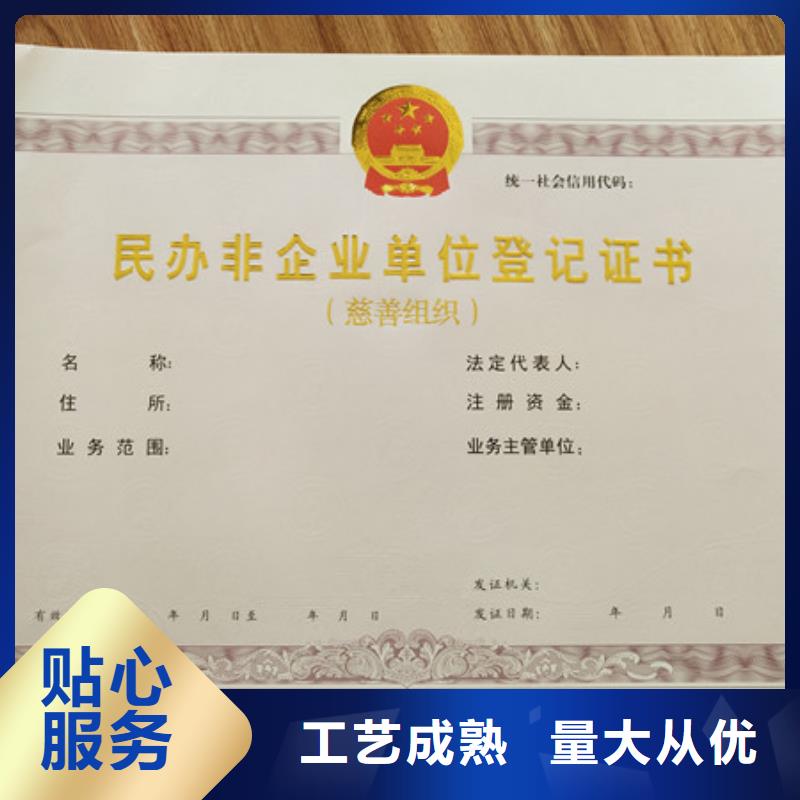 统一社会信用代码:
民办非企业单位登记证书
(慈善组织)
名 称:
法定代表人:
住 所:
注册资金:
业务范围:
业务主管单位:
发证机关:
有效 年 月 日至 年 月 日
发证日期: 年 月 日
贴心
服务
工艺成熟 量大从优